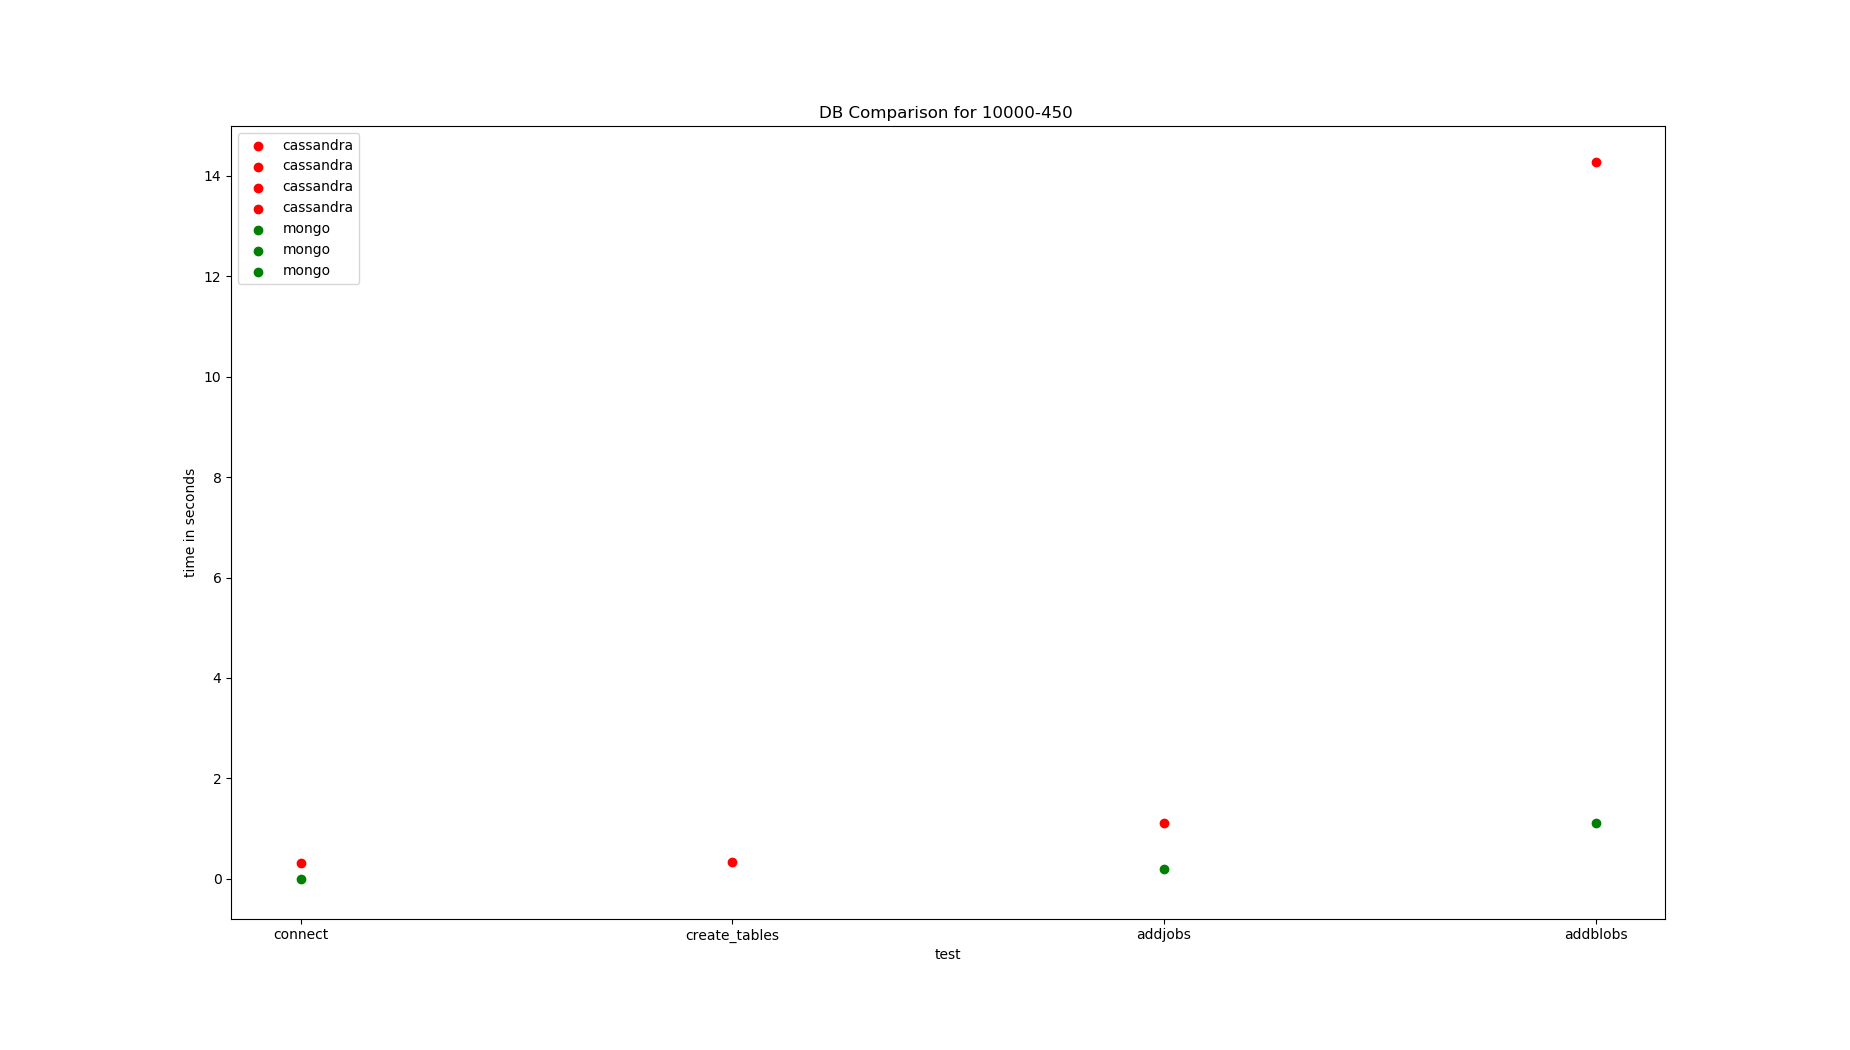 DB Comparison for 10000-450
cassandra
cassandra
cassandra
cassandra
mongo
mongo
mongo
14
12
10
8
6
4
2
0
time in seconds
connect
create_tables
addjobs
addblobs
test